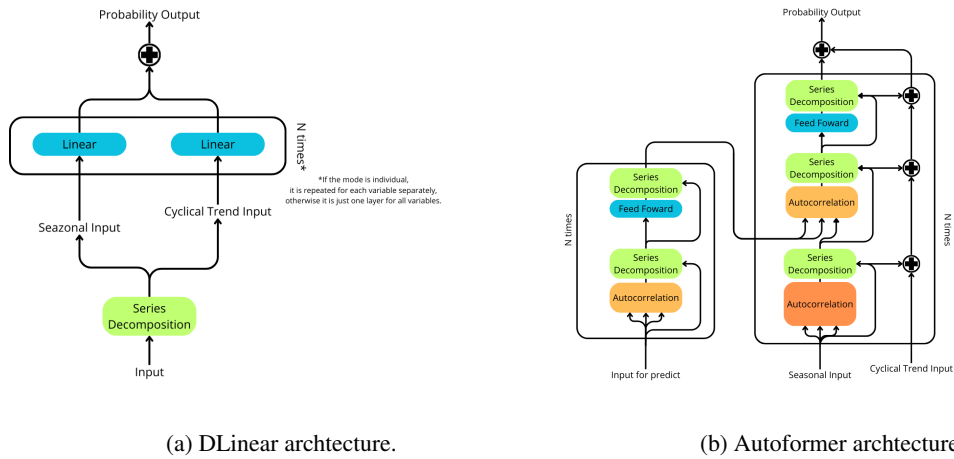 Probability Output
Linear
Linear
N times*
*If the mode is individual,
it is repeated for each variable separately,
otherwise it is just one layer for all variables.
Seazonal Input
Cyclical Trend Input
Series
Decomposition
Input
(a) DLinear archtecture.
Probability Output
Series
Decomposition
Feed Foward
Series
Decomposition
Autocorrelation
Series
Decomposition
Autocorrelation
N times
Seasonal Input
Cyclical Trend Input
Series
Decomposition
Feed Foward
Series
Decomposition
Autocorrelation
N times
Input for predict
(b) Autoformer archtecture